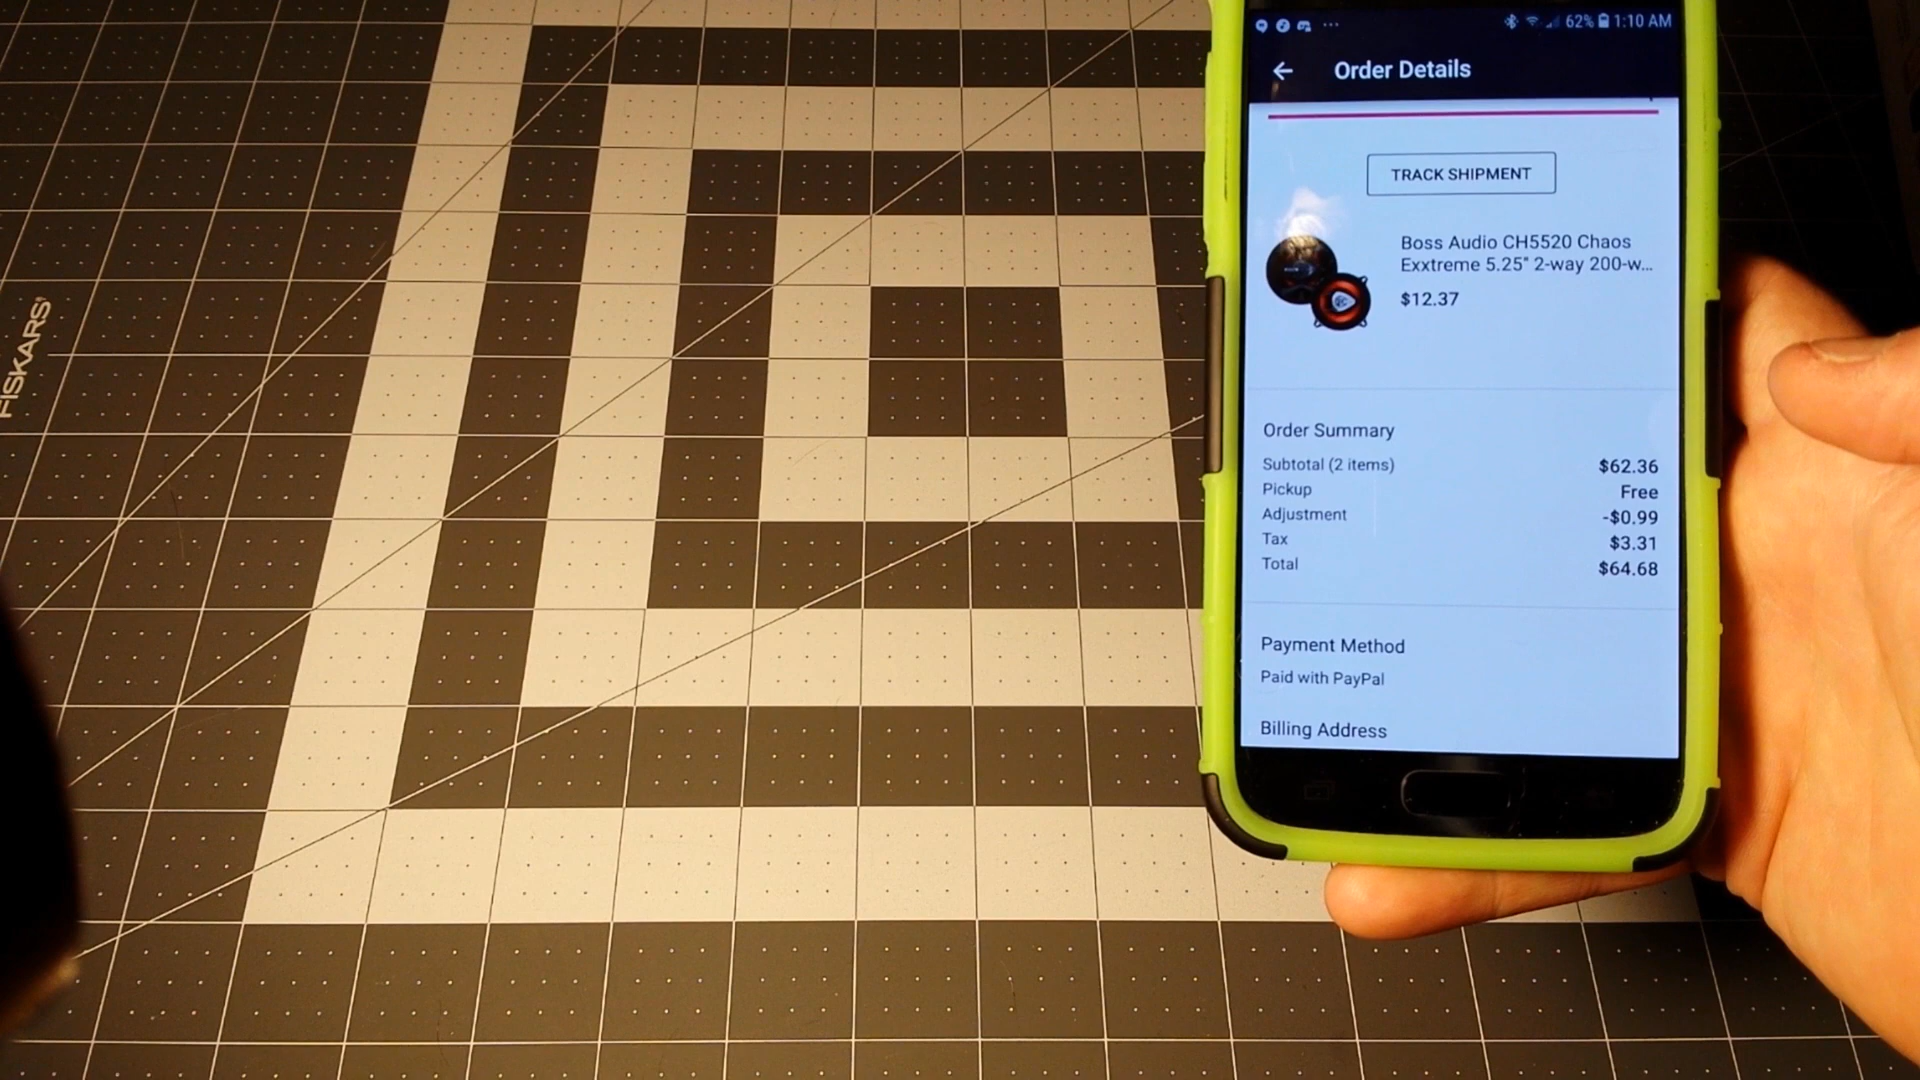 FISKARS
62% 1:10 AM
Order Details
TRACK SHIPMENT
Boss Audio CH5520 Chaos
Exxtreme 5.25" 2-way 200-w...
$12.37
Order Summary
Subtotal (2 items) $62.36
Pickup Free
Adjustment -$0.99
Tax $3.31
Total $64.68
Payment Method
Paid with PayPal
Billing Address